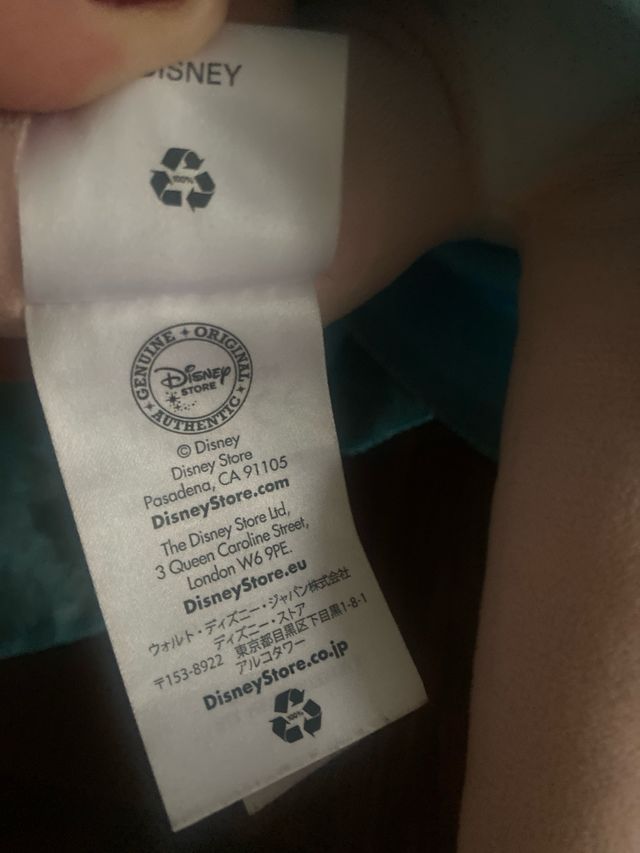 DISNEY
100%
GENUINE ORIGINAL AUTHENTIC
Disney
STORE
© Disney
Disney Store
Pasadena, CA 91105
DisneyStore.com
The Disney Store Ltd,
3 Queen Caroline Street,
London W6 9PE.
DisneyStore.eu
ウォルト・ディズニー・ジャパン株式会社
ディズニー・ストア
〒153-8922 東京都目黒区下目黒1-8-1
アルコタワー
DisneyStore.co.jp
100%